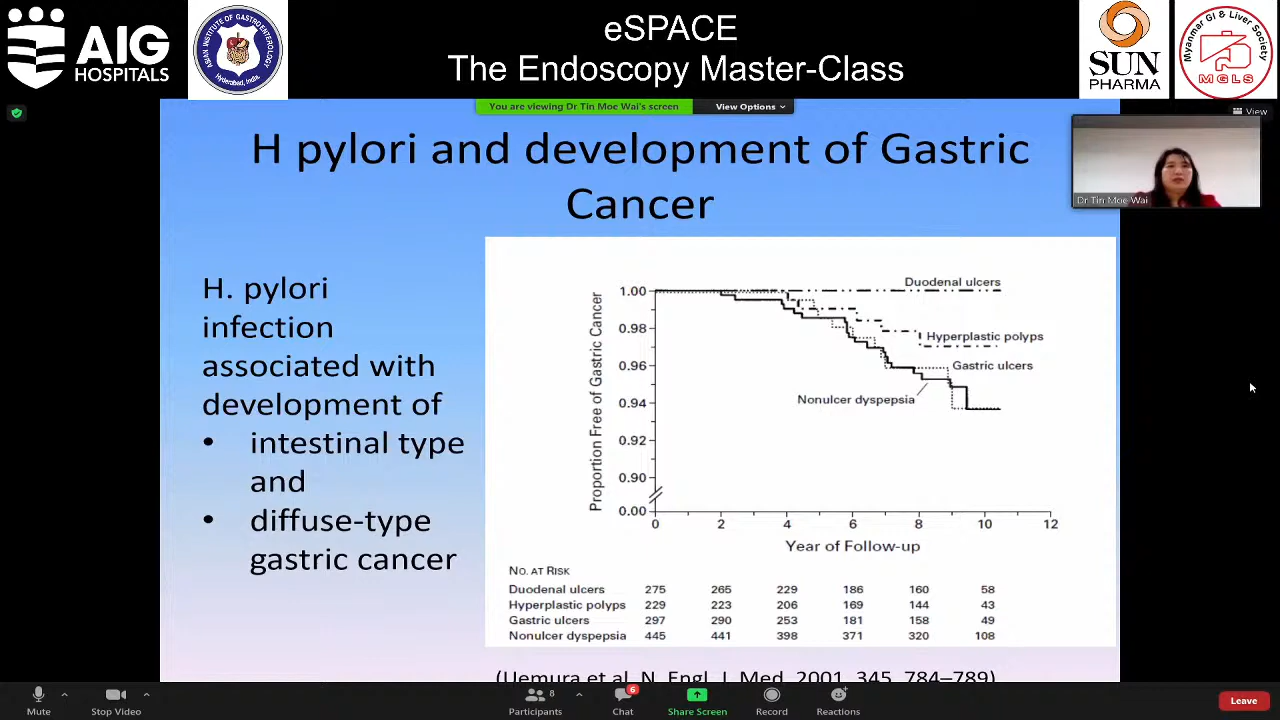 AIG
HOSPITALS
ASIAN INSTITUTE OF GASTROENTEROLOGY
Hyderabad, India.
eSPACE
The Endoscopy Master-Class
SUN
PHARMA
Myanmar GI & Liver Society
MGLS
You are viewing Dr Tin Moe Wai's screen
View Options
View
Dr Tin Moe Wai
H pylori and development of Gastric
Cancer
H. pylori
infection
associated with
development of
• intestinal type
and
• diffuse-type
gastric cancer
Proportion Free of Gastric Cancer
1.00
0.98
0.96
0.94
0.92
0.90
0.00
Duodenal ulcers
Hyperplastic polyps
Gastric ulcers
Nonulcer dyspepsia
0 2 4 6 8 10 12
Year of Follow-up
NO. AT RISK
Duodenal ulcers 275 265 229 186 160 58
Hyperplastic polyps 229 223 206 169 144 43
Gastric ulcers 297 290 253 181 158 49
Nonulcer dyspepsia 445 441 398 371 320 108
(Uemura et al. N. Engl. J. Med. 2001, 345, 784–789)
Mute
Stop Video
Participants
8
Chat
6
Share Screen
Record
Reactions
Leave